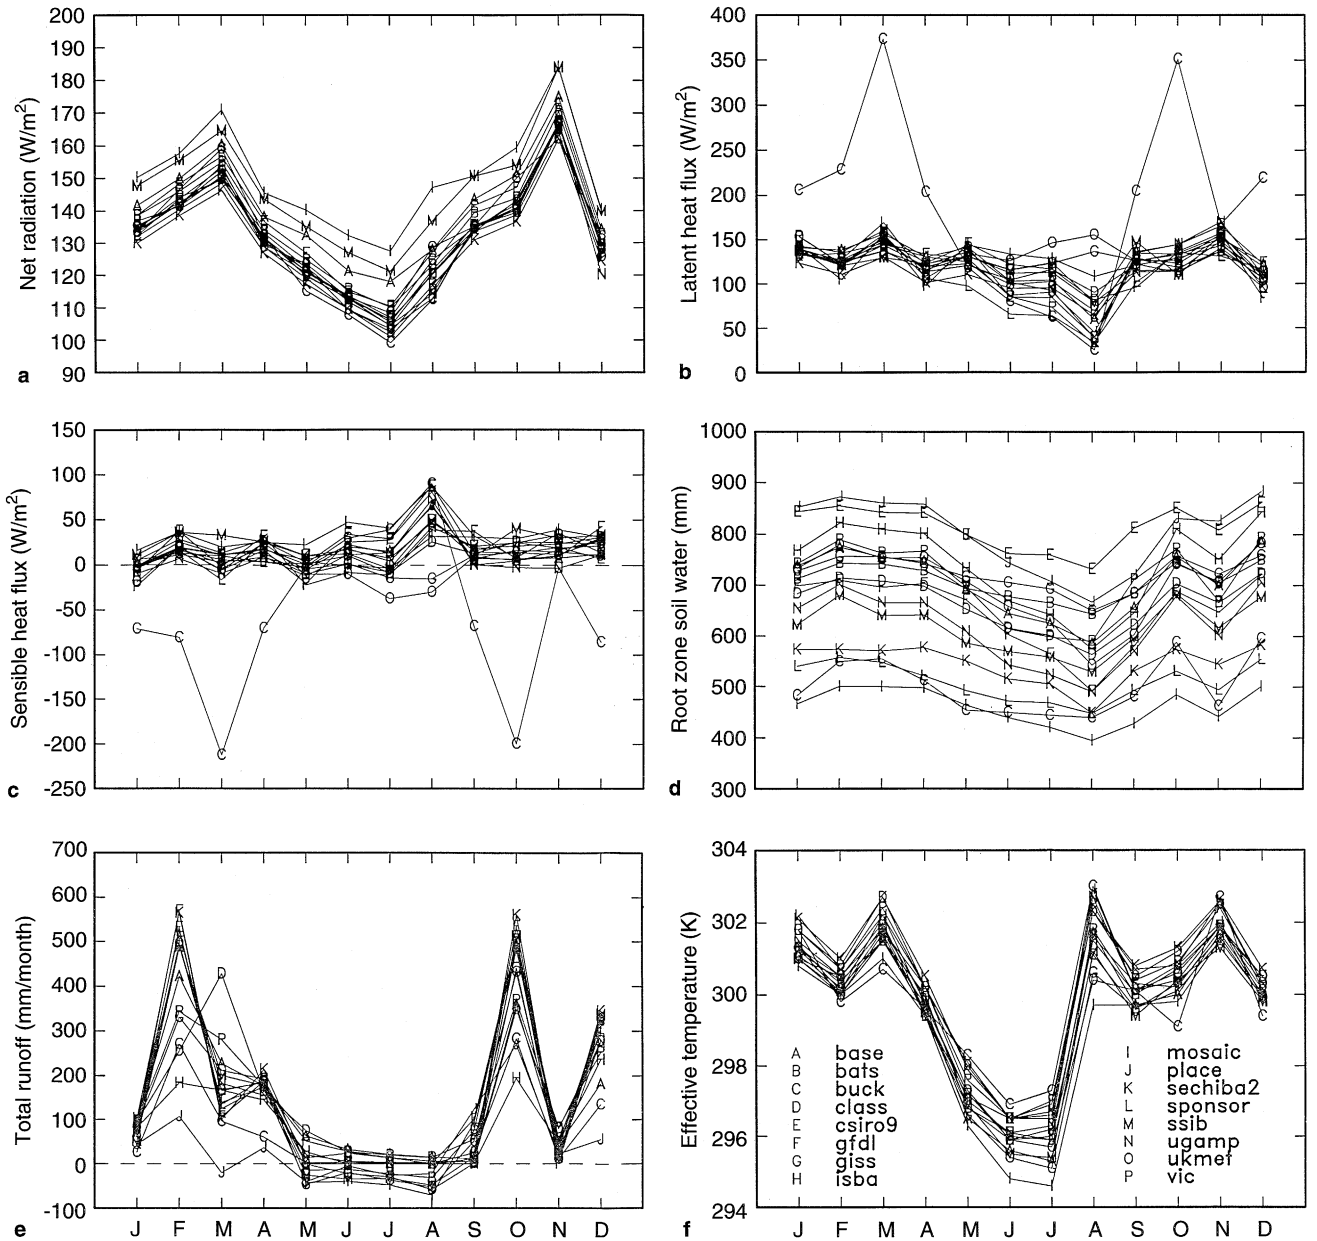 200
190
180
170
160
150
140
130
120
110
100
90
Net radiation (W/m²)
a
400
350
300
250
200
150
100
50
0
Latent heat flux (W/m²)
b
150
100
50
0
-50
-100
-150
-200
-250
Sensible heat flux (W/m²)
c
1000
900
800
700
600
500
400
300
Root zone soil water (mm)
d
700
600
500
400
300
200
100
0
-100
Total runoff (mm/month)
e
J F M A M J J A S O N D
304
302
300
298
296
294
Effective temperature (K)
f
A base
B bats
C buck
D class
E csiro9
F gfdl
G giss
H isba
I mosaic
J place
K sechiba2
L sponsor
M ssib
N ugamp
O ukmet
P vic
J F M A M J J A S O N D